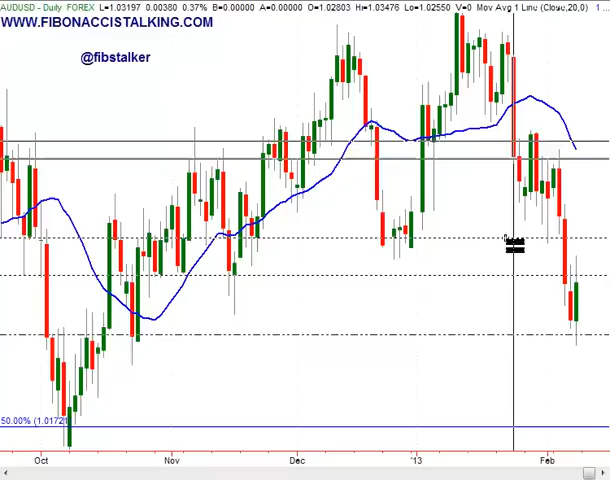 AUDUSD - Daily FOREX L=1.03197 0.00380 0.37% B=0.00000 A=0.00000 O=1.02803 Hi=1.03476 Lo=1.02550 V=0 Mov Avg 1 Line (Close,20,0) 1 ...
WWW.FIBONACCISTALKING.COM
@fibstalker
50.00% (1.01721)
Oct Nov Dec '13 Feb